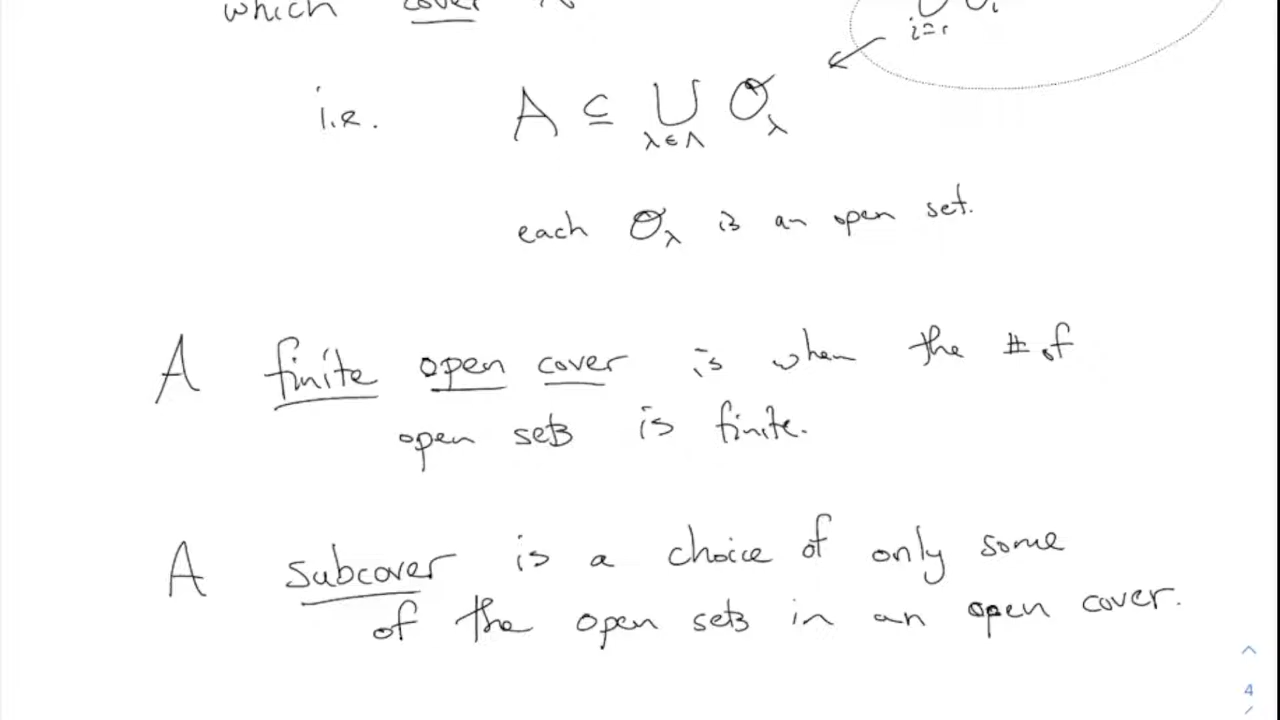 which cover
i=1
i.e. A ⊆ ⋃ O_λ
λ∈Λ
each O_λ is an open set.
A finite open cover is when the # of
open sets is finite.
A subcover is a choice of only some
of the open sets in an open cover.
4